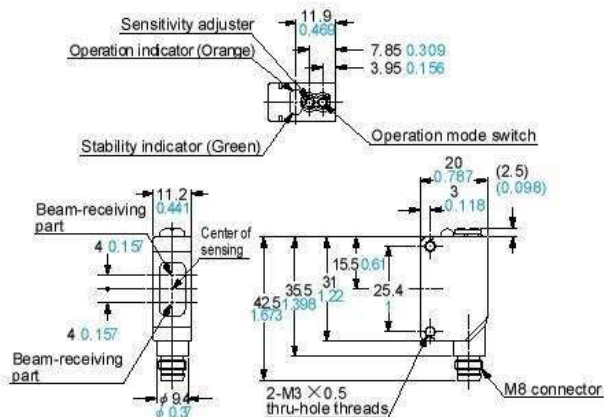 Sensitivity adjuster
11.9
0.469
Operation indicator (Orange)
7.85 0.309
3.95 0.156
Stability indicator (Green)
Operation mode switch
20
0.787
(2.5)
(0.098)
3
0.118
11.2
0.441
Beam-receiving
part
Center of
sensing
4 0.157
4 0.157
Beam-receiving
part
φ 9.4
φ 0.37
15.5 0.61
31
1.22
35.5
1.398
42.5
1.673
25.4
1
2-M3 ×0.5
thru-hole threads
M8 connector